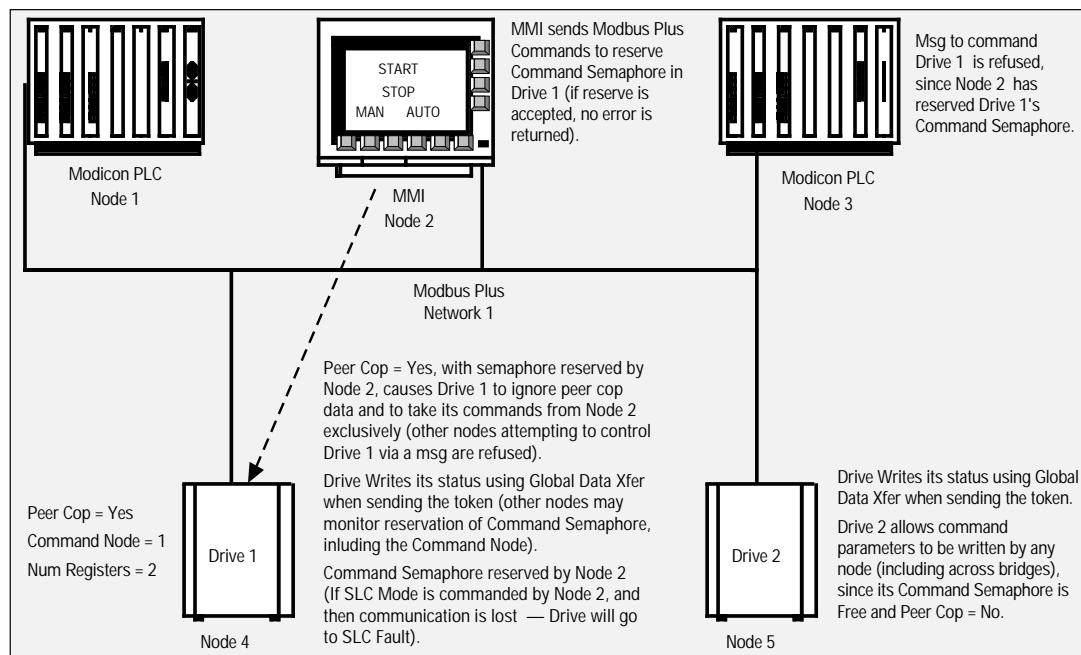 START
STOP
MAN AUTO
MMI sends Modbus Plus
Commands to reserve
Command Semaphore in
Drive 1 (if reserve is
accepted, no error is
returned).
Msg to command
Drive 1 is refused,
since Node 2 has
reserved Drive 1's
Command Semaphore.
Modicon PLC
Node 1
MMI
Node 2
Modicon PLC
Node 3
Modbus Plus
Network 1
Peer Cop = Yes, with semaphore reserved by
Node 2, causes Drive 1 to ignore peer cop
data and to take its commands from Node 2
exclusively (other nodes attempting to control
Drive 1 via a msg are refused).
Drive Writes its status using Global Data Xfer
when sending the token (other nodes may
monitor reservation of Command Semaphore,
inluding the Command Node).
Command Semaphore reserved by Node 2
(If SLC Mode is commanded by Node 2, and
then communication is lost — Drive will go
to SLC Fault).
Peer Cop = Yes
Command Node = 1
Num Registers = 2
Drive 1
Node 4
Drive 2
Node 5
Drive Writes its status using Global
Data Xfer when sending the token.
Drive 2 allows command
parameters to be written by any
node (including across bridges),
since its Command Semaphore is
Free and Peer Cop = No.